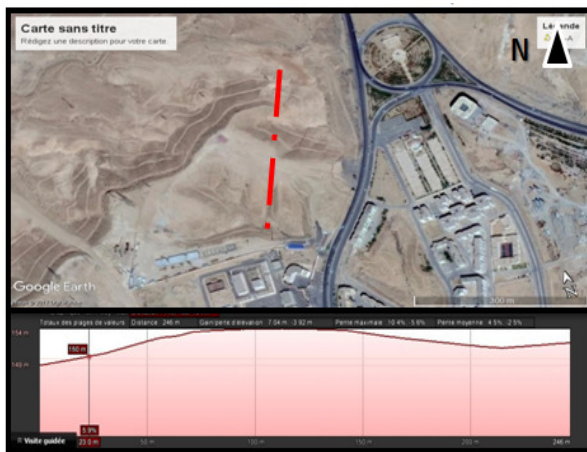 Carte sans titre
Rédigez une description pour votre carte.
N
Google Earth
300 m
Totaux des plages de valeurs Distance : 246 m Gain/perte d'élévation : 7.04 m: -3.92 m Pente maximale : 10.4%, -5.6% Pente moyenne : 4.5%, -2.5%
154 m
150 m
149 m
5.9%
Visite guidée
23.0 m
50 m
100 m
150 m
200 m
246 m